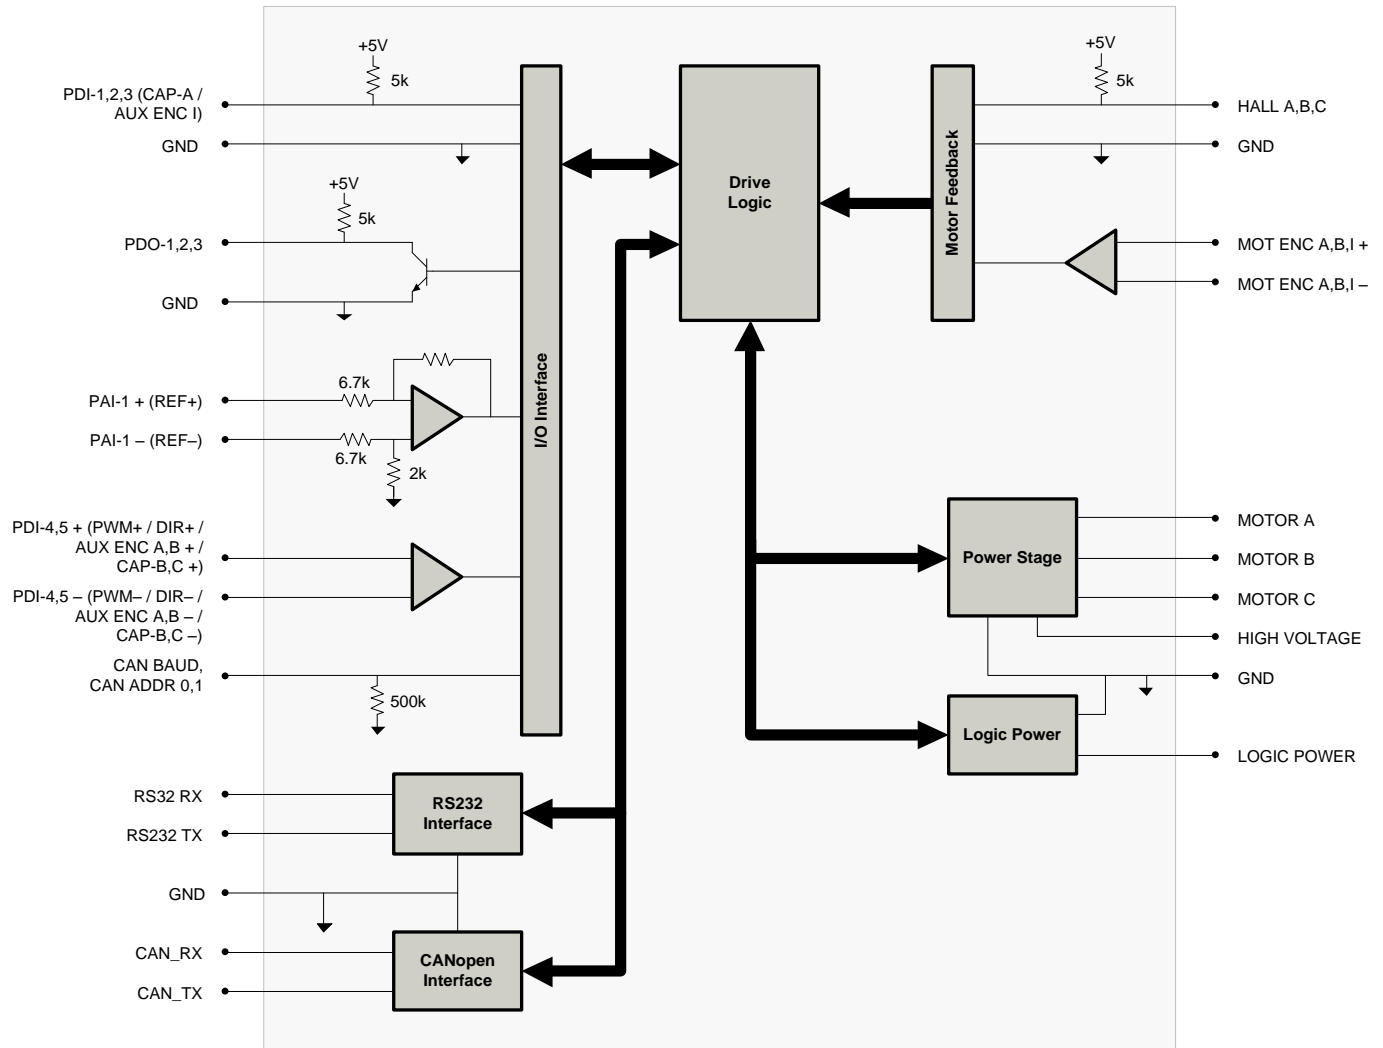 +5V
5k
PDI-1,2,3 (CAP-A /
AUX ENC I)
GND
+5V
5k
PDO-1,2,3
GND
6.7k
PAI-1 + (REF+)
PAI-1 – (REF–)
6.7k
2k
PDI-4,5 + (PWM+ / DIR+ /
AUX ENC A,B + /
CAP-B,C +)
PDI-4,5 – (PWM– / DIR– /
AUX ENC A,B – /
CAP-B,C –)
CAN BAUD,
CAN ADDR 0,1
500k
I/O Interface
RS32 RX
RS232 TX
RS232
Interface
GND
CAN_RX
CAN_TX
CANopen
Interface
Drive
Logic
Motor Feedback
+5V
5k
HALL A,B,C
GND
MOT ENC A,B,I +
MOT ENC A,B,I –
Power Stage
MOTOR A
MOTOR B
MOTOR C
HIGH VOLTAGE
GND
Logic Power
LOGIC POWER